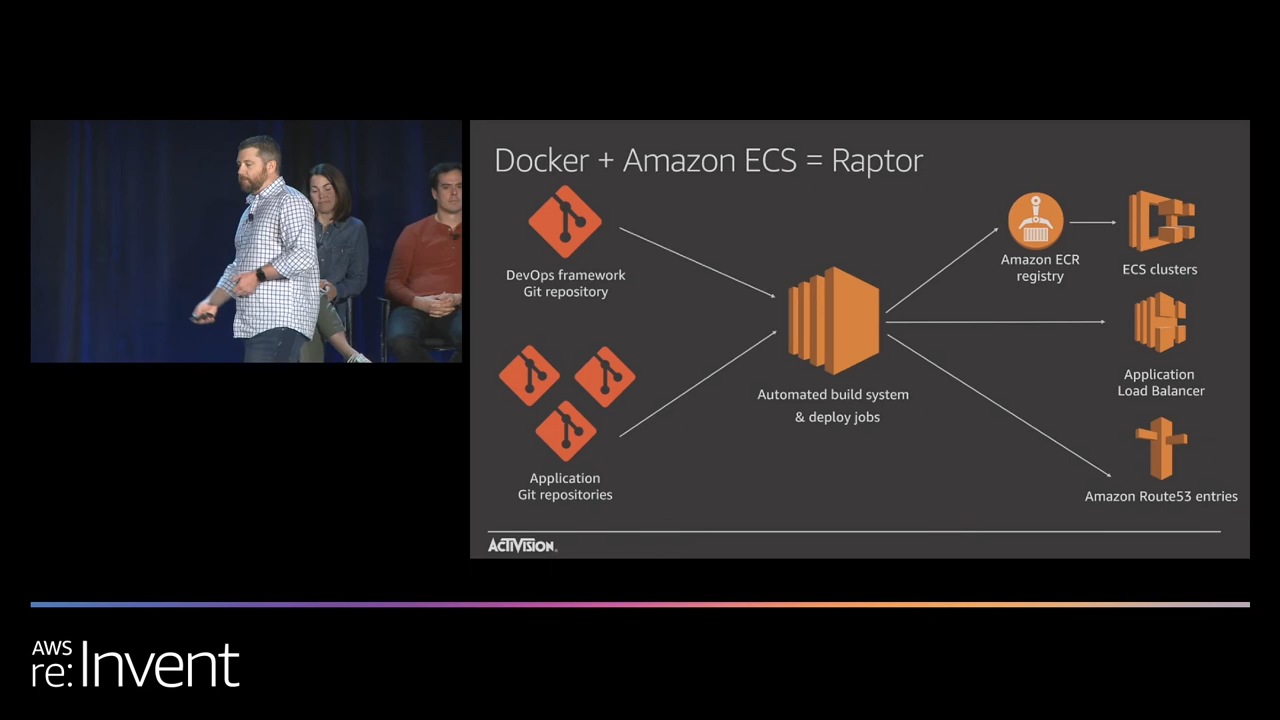 Docker + Amazon ECS = Raptor
DevOps framework
Git repository
Application
Git repositories
Automated build system
& deploy jobs
Amazon ECR
registry
ECS clusters
Application
Load Balancer
Amazon Route53 entries
ACTIVISION.
AWS
re:Invent